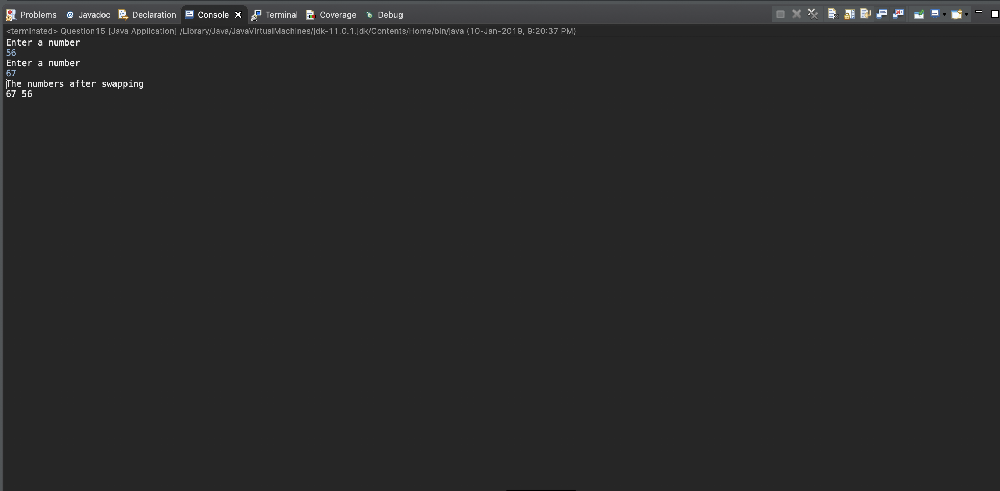 Problems @ Javadoc Declaration Console Terminal Coverage Debug
<terminated> Question15 [Java Application] /Library/Java/JavaVirtualMachines/jdk-11.0.1.jdk/Contents/Home/bin/java (10-Jan-2019, 9:20:37 PM)
Enter a number
56
Enter a number
67
The numbers after swapping
67 56